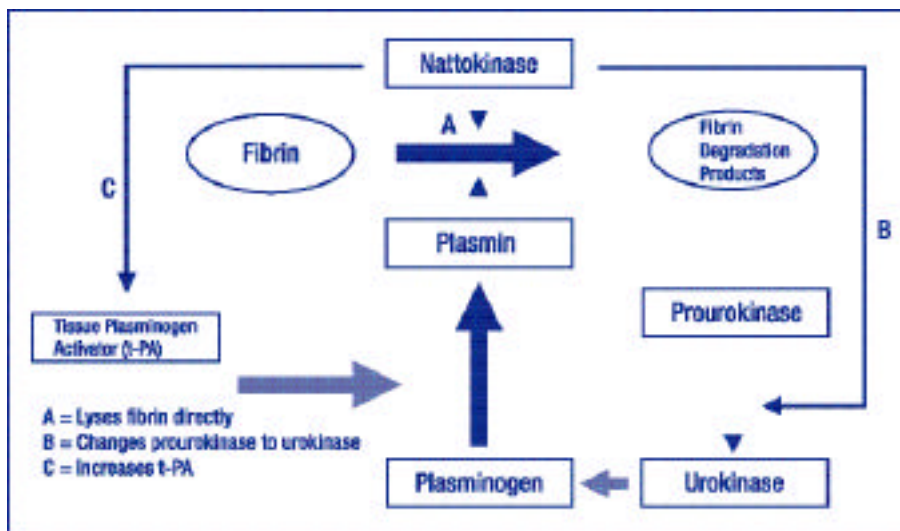 Nattokinase
A
Fibrin
Fibrin
Degradation
Products
C
B
Plasmin
Prourokinase
Tissue Plasminogen
Activator (t-PA)
A = Lyses fibrin directly
B = Changes prourokinase to urokinase
C = Increases t-PA
Plasminogen
Urokinase